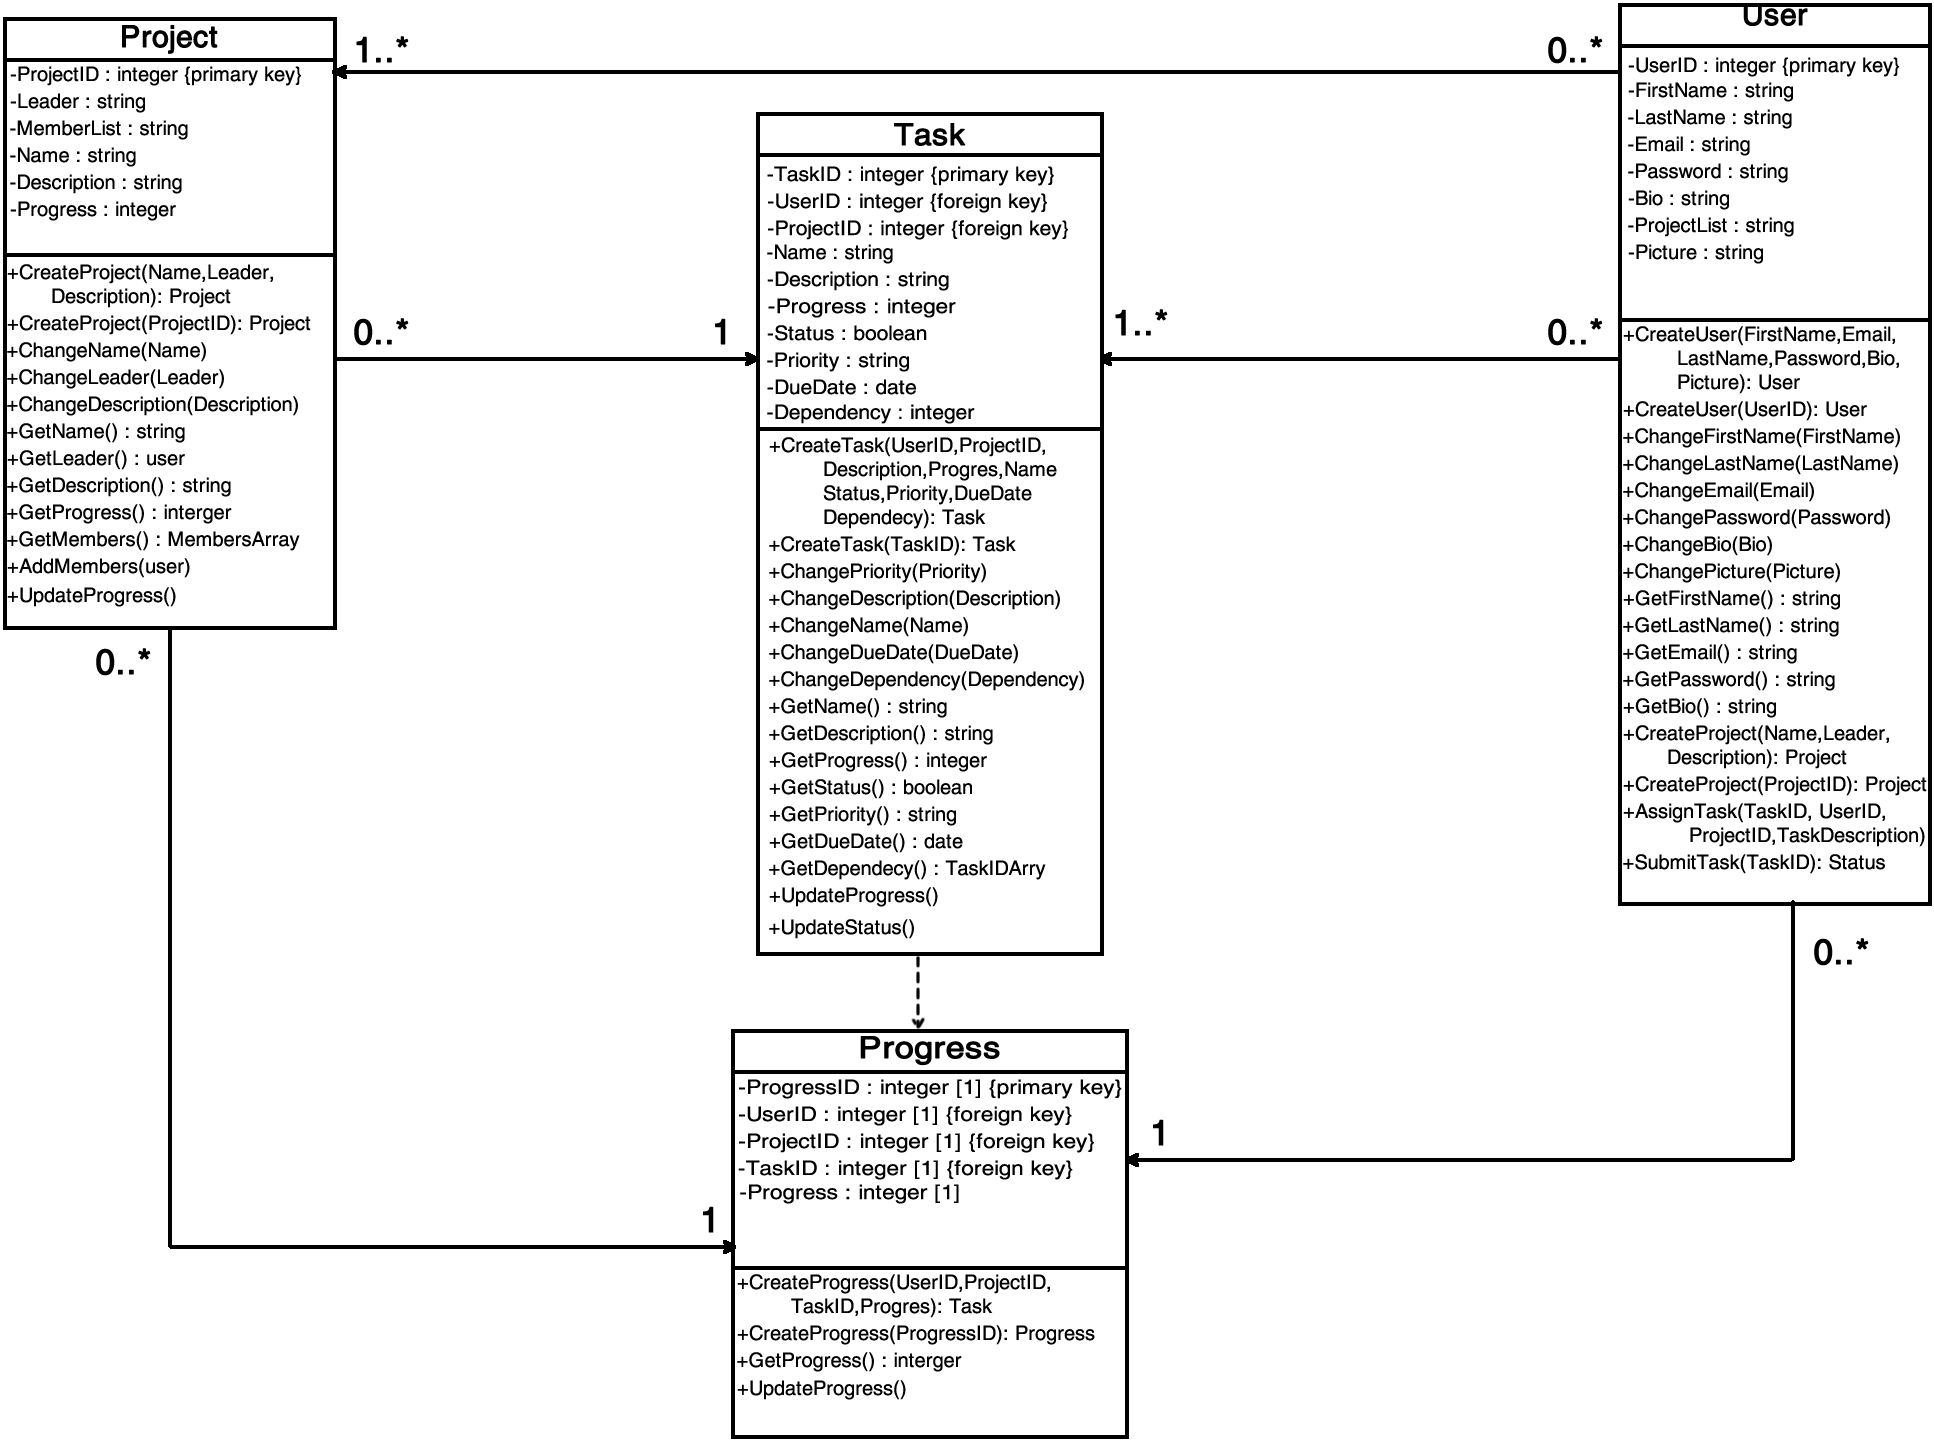 Project
-ProjectID : integer {primary key}
-Leader : string
-MemberList : string
-Name : string
-Description : string
-Progress : integer
+CreateProject(Name,Leader,
Description): Project
+CreateProject(ProjectID): Project
+ChangeName(Name)
+ChangeLeader(Leader)
+ChangeDescription(Description)
+GetName() : string
+GetLeader() : user
+GetDescription() : string
+GetProgress() : interger
+GetMembers() : MembersArray
+AddMembers(user)
+UpdateProgress()
1..*
0..*
0..*
1
1..*
0..*
Task
-TaskID : integer {primary key}
-UserID : integer {foreign key}
-ProjectID : integer {foreign key}
-Name : string
-Description : string
-Progress : integer
-Status : boolean
-Priority : string
-DueDate : date
-Dependency : integer
+CreateTask(UserID,ProjectID,
Description,Progres,Name
Status,Priority,DueDate
Dependecy): Task
+CreateTask(TaskID): Task
+ChangePriority(Priority)
+ChangeDescription(Description)
+ChangeName(Name)
+ChangeDueDate(DueDate)
+ChangeDependency(Dependency)
+GetName() : string
+GetDescription() : string
+GetProgress() : integer
+GetStatus() : boolean
+GetPriority() : string
+GetDueDate() : date
+GetDependecy() : TaskIDArry
+UpdateProgress()
+UpdateStatus()
User
-UserID : integer {primary key}
-FirstName : string
-LastName : string
-Email : string
-Password : string
-Bio : string
-ProjectList : string
-Picture : string
+CreateUser(FirstName,Email,
LastName,Password,Bio,
Picture): User
+CreateUser(UserID): User
+ChangeFirstName(FirstName)
+ChangeLastName(LastName)
+ChangeEmail(Email)
+ChangePassword(Password)
+ChangeBio(Bio)
+ChangePicture(Picture)
+GetFirstName() : string
+GetLastName() : string
+GetEmail() : string
+GetPassword() : string
+GetBio() : string
+CreateProject(Name,Leader,
Description): Project
+CreateProject(ProjectID): Project
+AssignTask(TaskID, UserID,
ProjectID,TaskDescription)
+SubmitTask(TaskID): Status
0..*
0..*
1
1
Progress
-ProgressID : integer [1] {primary key}
-UserID : integer [1] {foreign key}
-ProjectID : integer [1] {foreign key}
-TaskID : integer [1] {foreign key}
-Progress : integer [1]
+CreateProgress(UserID,ProjectID,
TaskID,Progres): Task
+CreateProgress(ProgressID): Progress
+GetProgress() : interger
+UpdateProgress()